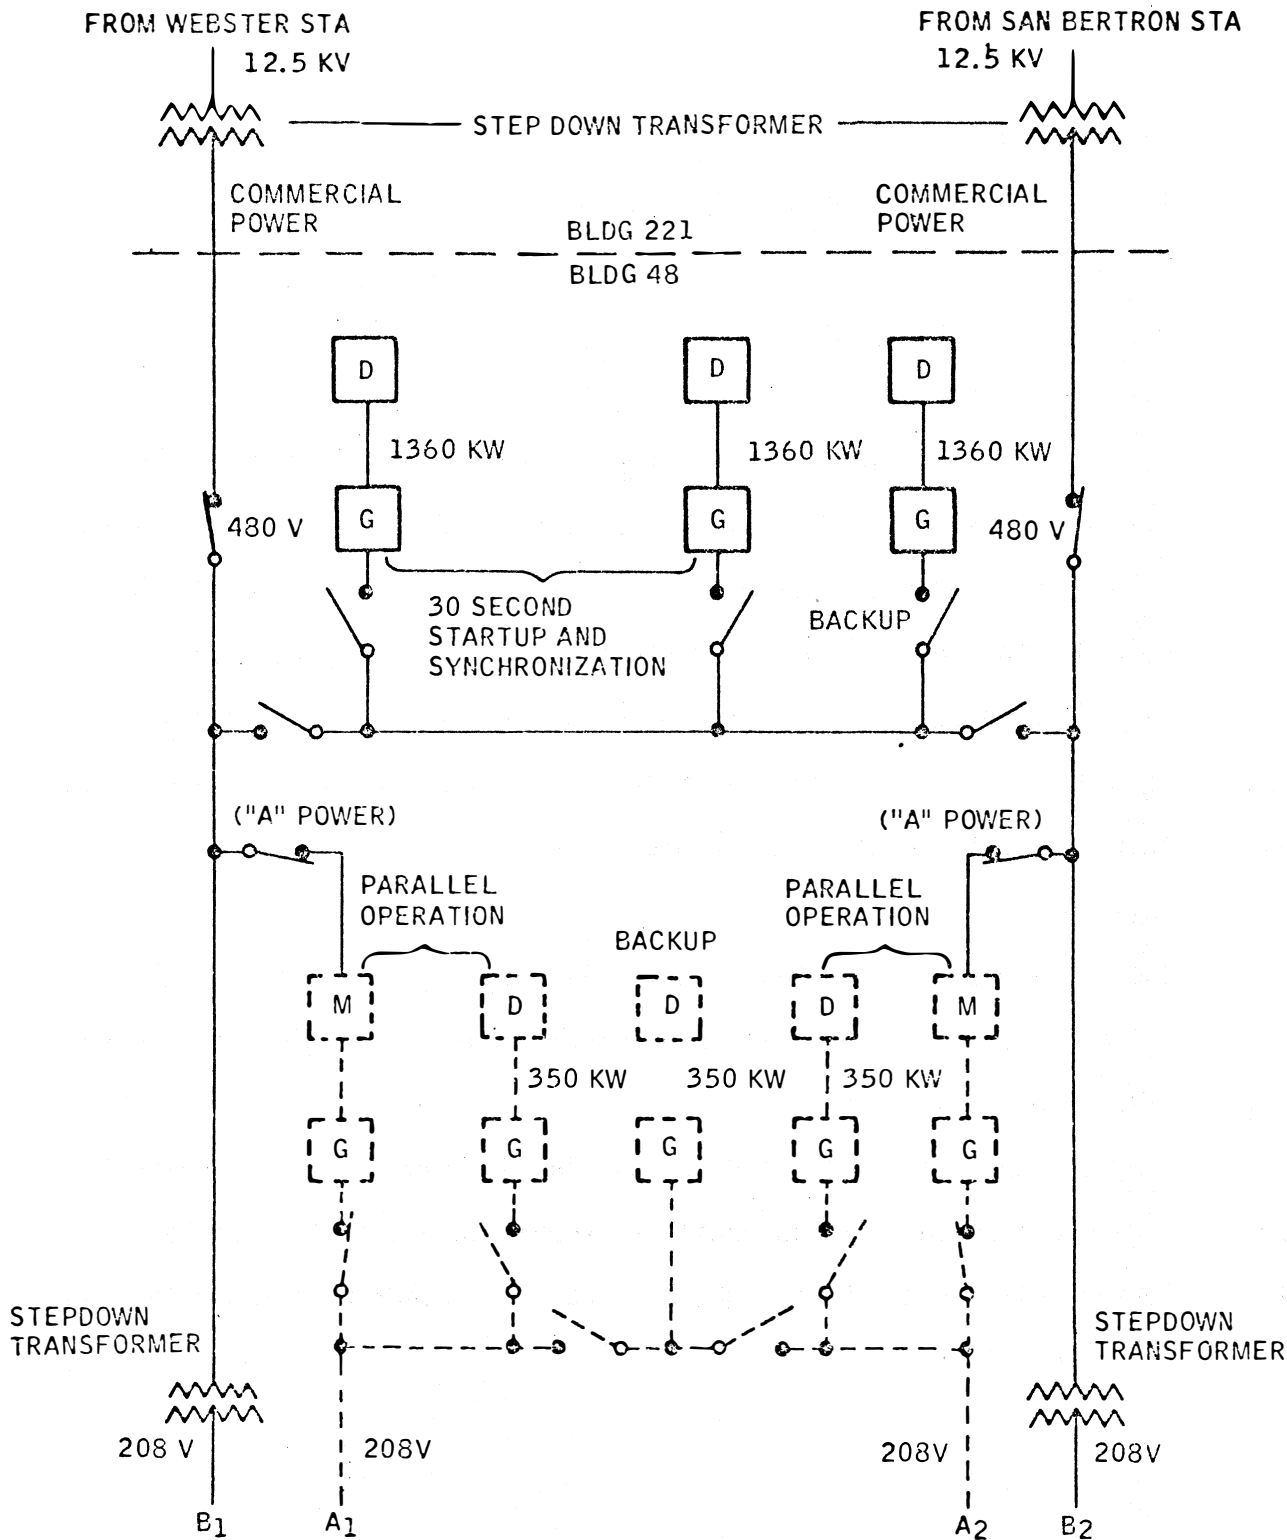 FROM WEBSTER STA
FROM SAN BERTRON STA
12.5 KV
12.5 KV
STEP DOWN TRANSFORMER
COMMERCIAL
POWER
COMMERCIAL
POWER
BLDG 221
BLDG 48
D
D
D
1360 KW
1360 KW
1360 KW
G
G
G
480 V
480 V
30 SECOND
STARTUP AND
SYNCHRONIZATION
BACKUP
("A" POWER)
("A" POWER)
PARALLEL
OPERATION
PARALLEL
OPERATION
BACKUP
M
D
D
D
M
350 KW
350 KW
350 KW
G
G
G
G
G
STEPDOWN
TRANSFORMER
STEPDOWN
TRANSFORMER
208 V
208V
208V
208V
B1
A1
A2
B2